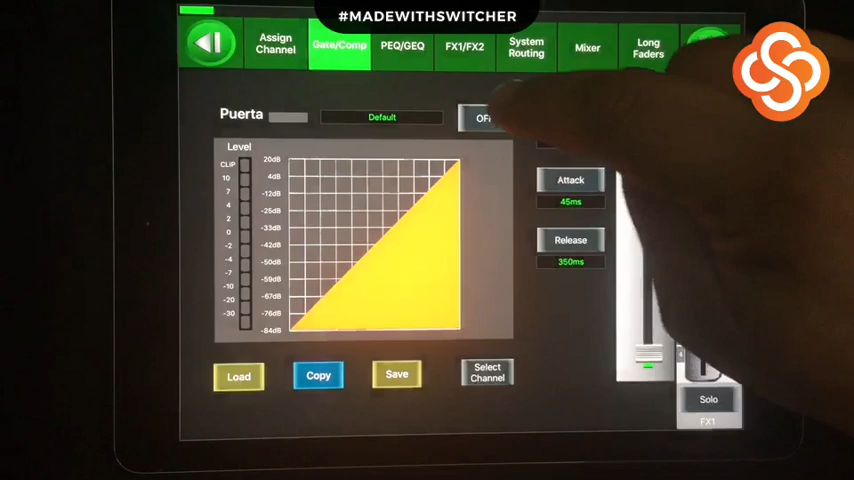 #MADEWITHSWITCHER
Assign
Channel
Gate/Comp
PEQ/GEQ
FX1/FX2
System
Routing
Mixer
Long
Faders
Puerta
Default
Level
CLIP
10
7
4
2
0
-2
-4
-7
-10
-20
-30
20dB
4dB
-12dB
-25dB
-33dB
-42dB
-50dB
-59dB
-67dB
-76dB
-84dB
Attack
45ms
Release
350ms
Load
Copy
Save
Select
Channel
4
Solo
FX1